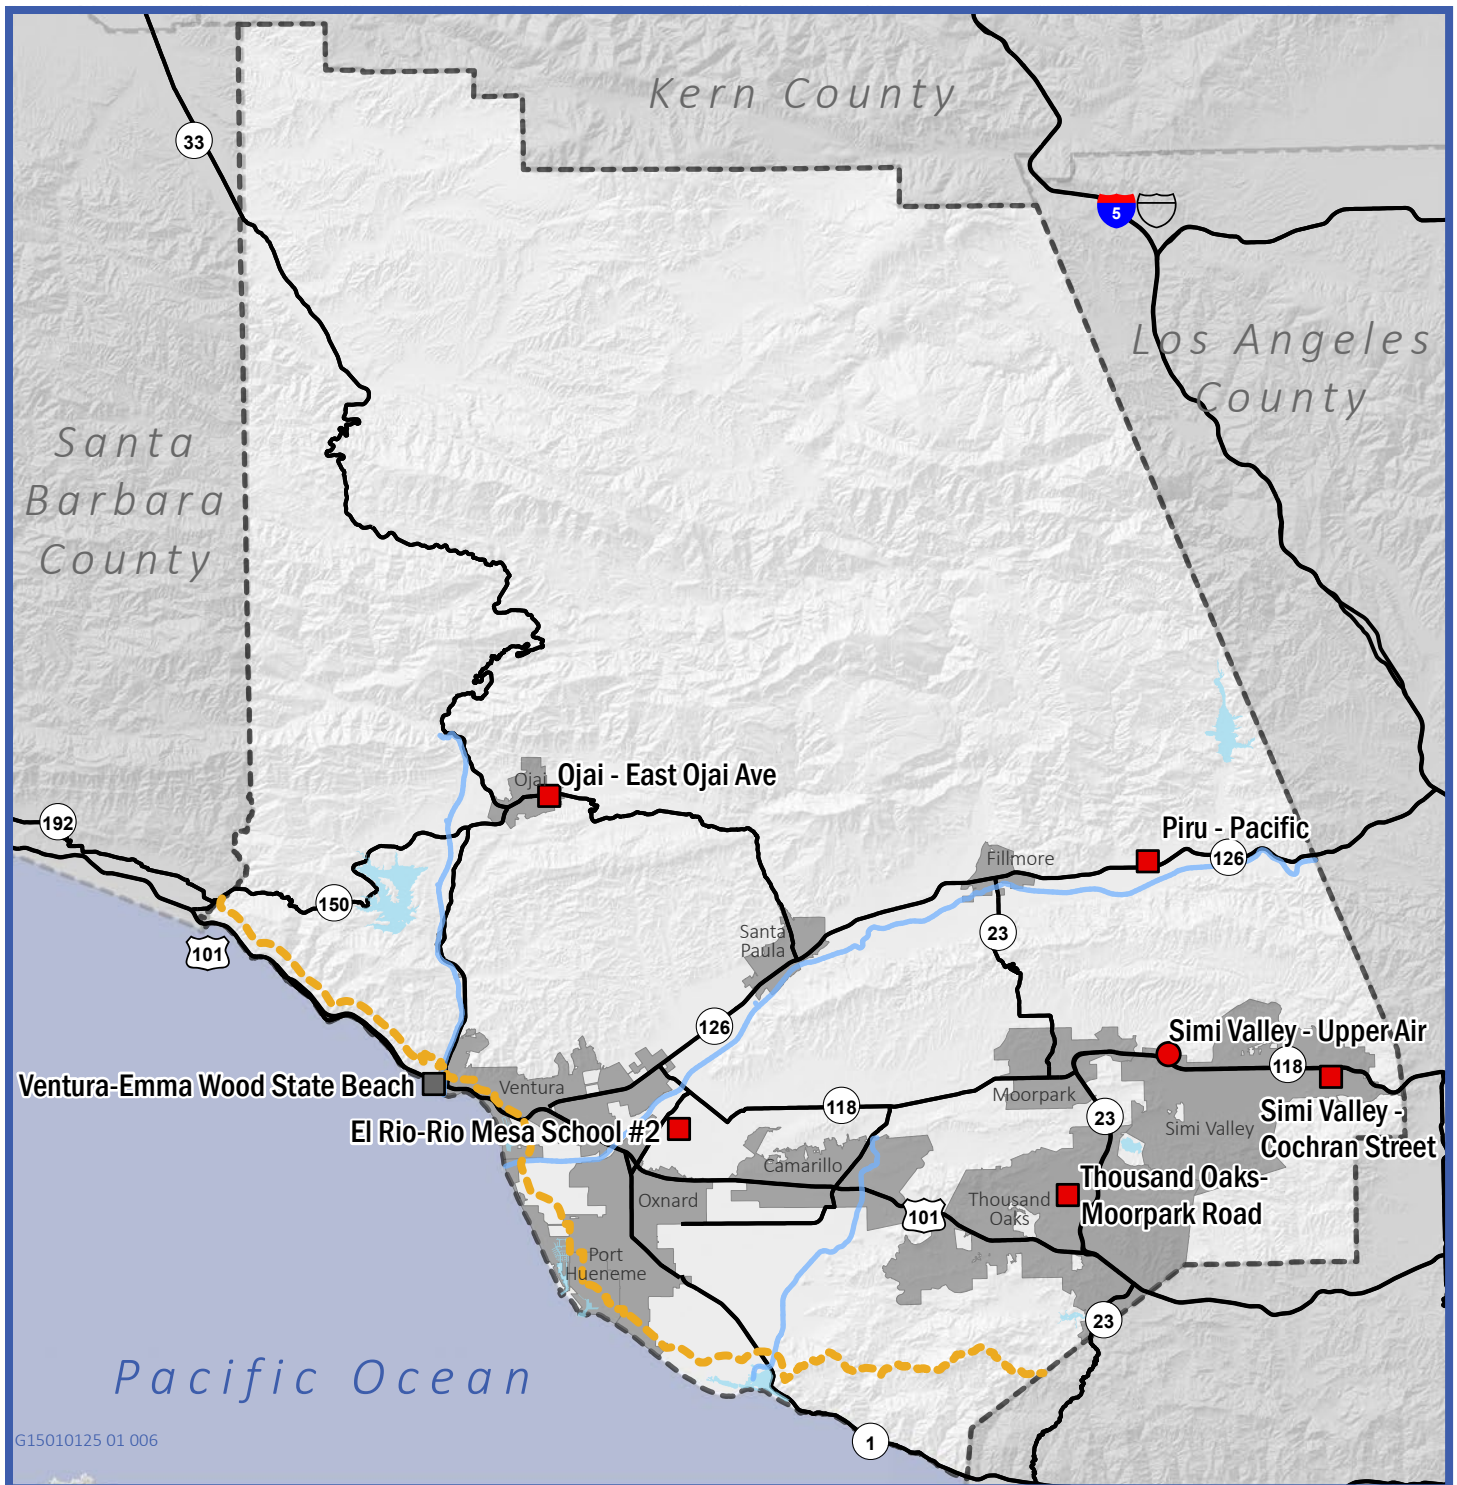 Kern County
33
5
Los Angeles
County
Santa
Barbara
County
Ojai
Ojai - East Ojai Ave
192
Piru - Pacific
126
Fillmore
150
23
Santa
Paula
101
126
Simi Valley - Upper Air
118
Ventura-Emma Wood State Beach
Ventura
Moorpark
118
Simi Valley -
Cochran Street
23
El Rio-Rio Mesa School #2
Simi Valley
Camarillo
Thousand Oaks-
Moorpark Road
Oxnard
Thousand
Oaks
101
Port
Hueneme
23
Pacific Ocean
G15010125 01 006
1